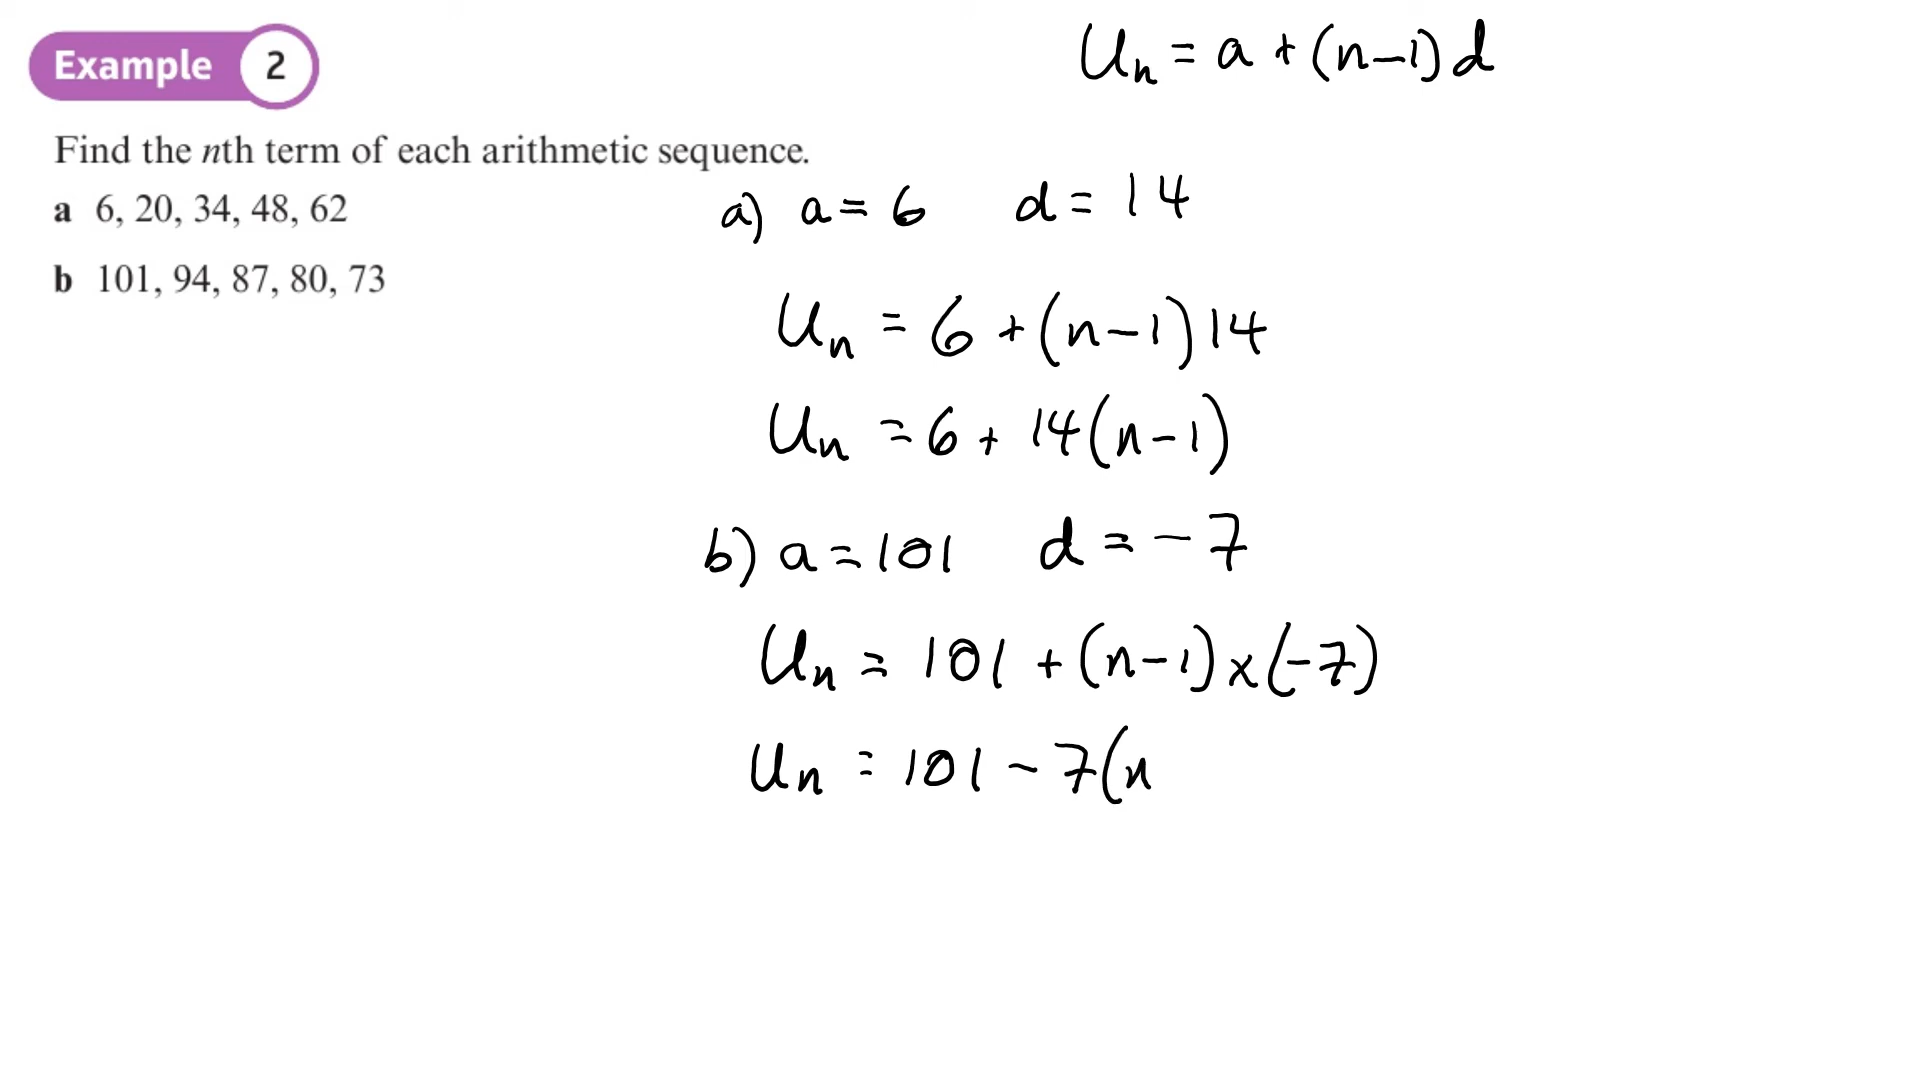 Example 2
Uₙ = a + (n-1)d
Find the nth term of each arithmetic sequence.
a 6, 20, 34, 48, 62
b 101, 94, 87, 80, 73
a) a = 6 d = 14
Uₙ = 6 + (n-1)14
Uₙ = 6 + 14(n-1)
b) a = 101 d = -7
Uₙ = 101 + (n-1)x(-7)
Uₙ = 101 - 7(n